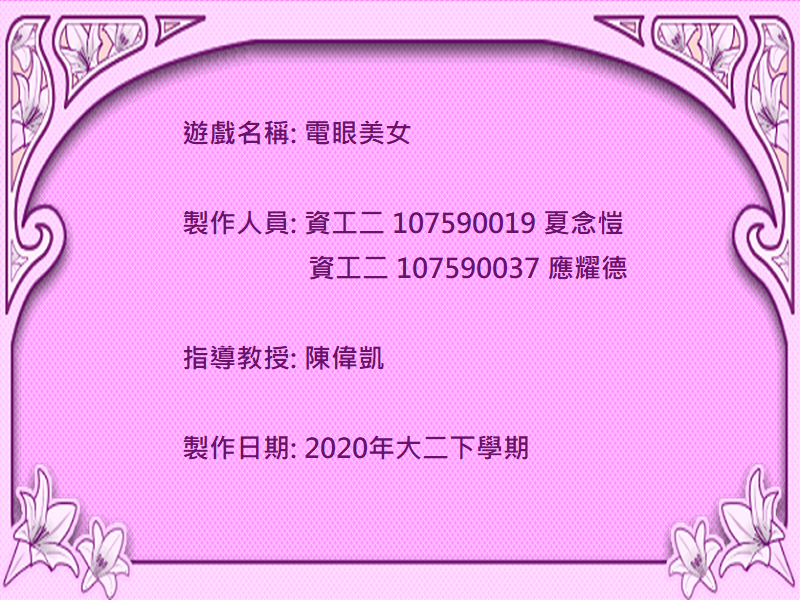 遊戲名稱: 電眼美女
製作人員: 資工二 107590019 夏念愷
資工二 107590037 應耀德
指導教授: 陳偉凱
製作日期: 2020年大二下學期